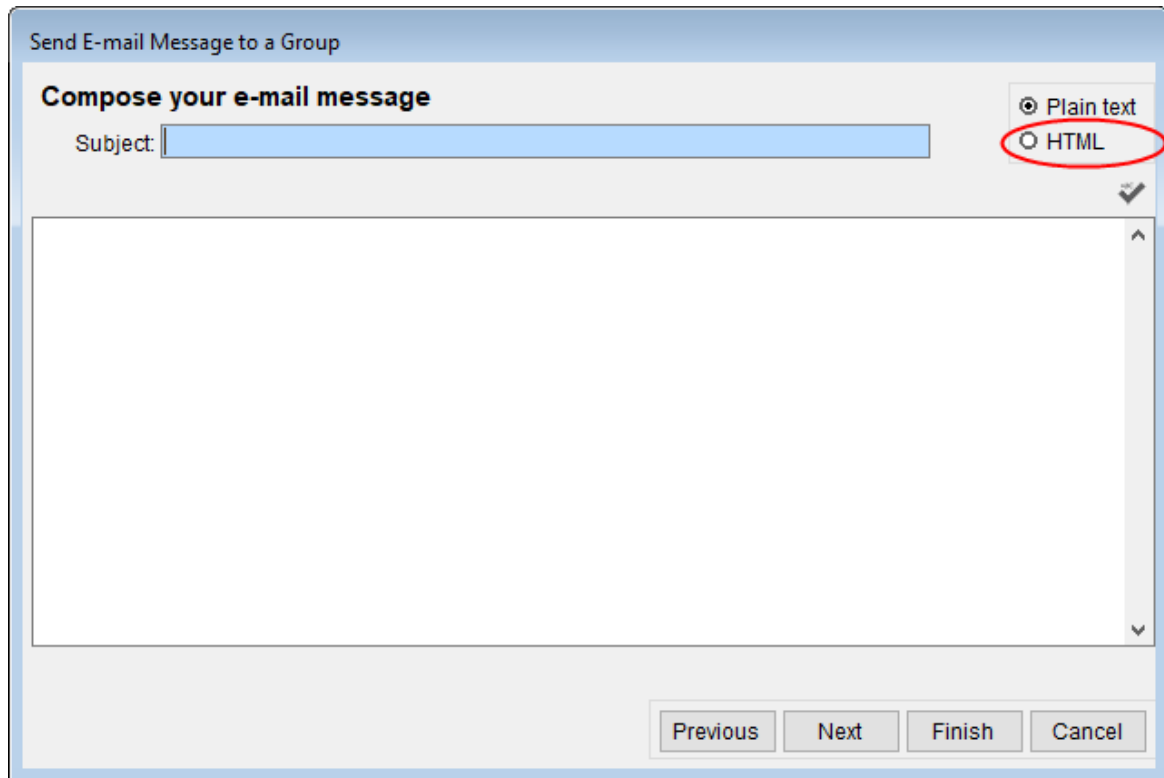 Send E-mail Message to a Group
Compose your e-mail message
Plain text
Subject:
HTML
Previous Next Finish Cancel